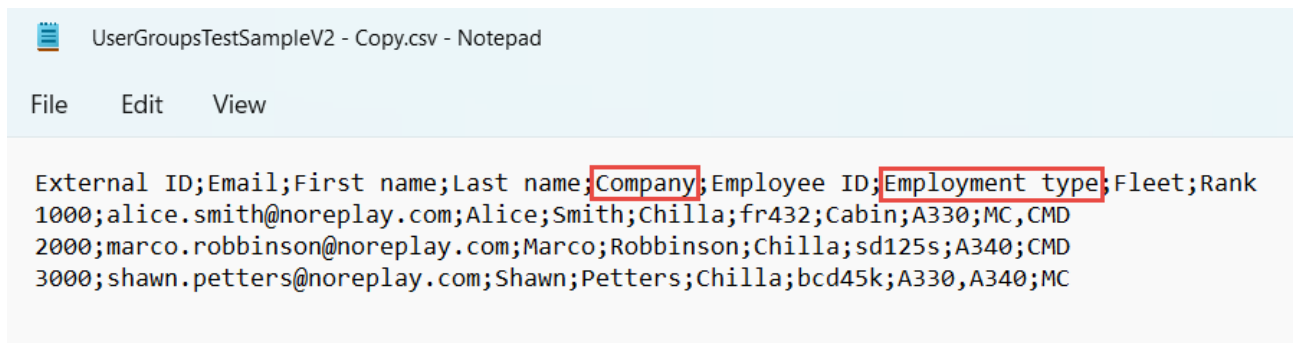 UserGroupsTestSampleV2 - Copy.csv - Notepad
File Edit View
External ID;Email;First name;Last name;Company;Employee ID;Employment type;Fleet;Rank
1000;alice.smith@noreplay.com;Alice;Smith;Chilla;fr432;Cabin;A330;MC,CMD
2000;marco.robbinson@noreplay.com;Marco;Robbinson;Chilla;sd125s;A340;CMD
3000;shawn.petters@noreplay.com;Shawn;Petters;Chilla;bcd45k;A330,A340;MC